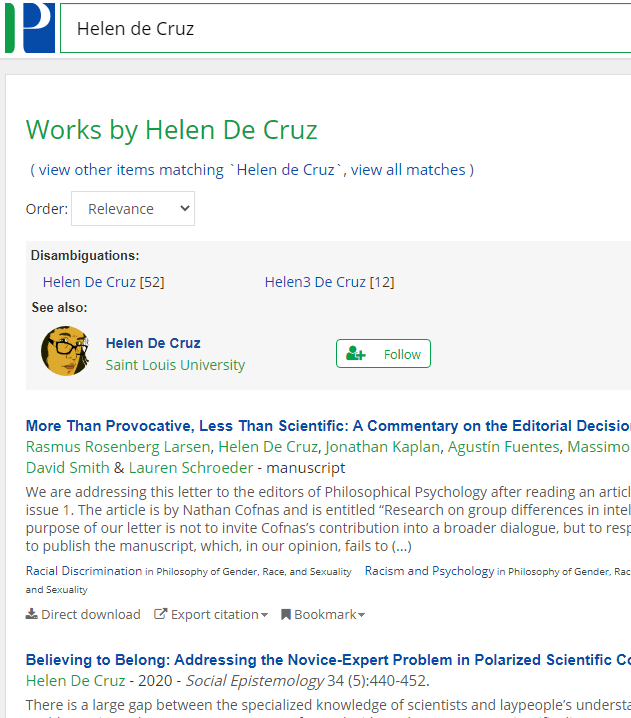 Helen de Cruz
Works by Helen De Cruz
( view other items matching `Helen de Cruz`, view all matches )
Order: Relevance
Disambiguations:
Helen De Cruz [52] Helen3 De Cruz [12]
See also:
Helen De Cruz
Saint Louis University
Follow
More Than Provocative, Less Than Scientific: A Commentary on the Editorial Decisio
Rasmus Rosenberg Larsen, Helen De Cruz, Jonathan Kaplan, Agustín Fuentes, Massimo
David Smith & Lauren Schroeder - manuscript
We are addressing this letter to the editors of Philosophical Psychology after reading an articl
issue 1. The article is by Nathan Cofnas and is entitled “Research on group differences in intel
purpose of our letter is not to invite Cofnas’s contribution into a broader dialogue, but to resp
to publish the manuscript, which, in our opinion, fails to (...)
Racial Discrimination in Philosophy of Gender, Race, and Sexuality Racism and Psychology in Philosophy of Gender, Rac
and Sexuality
Direct download Export citation Bookmark
Believing to Belong: Addressing the Novice-Expert Problem in Polarized Scientific Co
Helen De Cruz - 2020 - Social Epistemology 34 (5):440-452.
There is a large gap between the specialized knowledge of scientists and laypeople’s understa